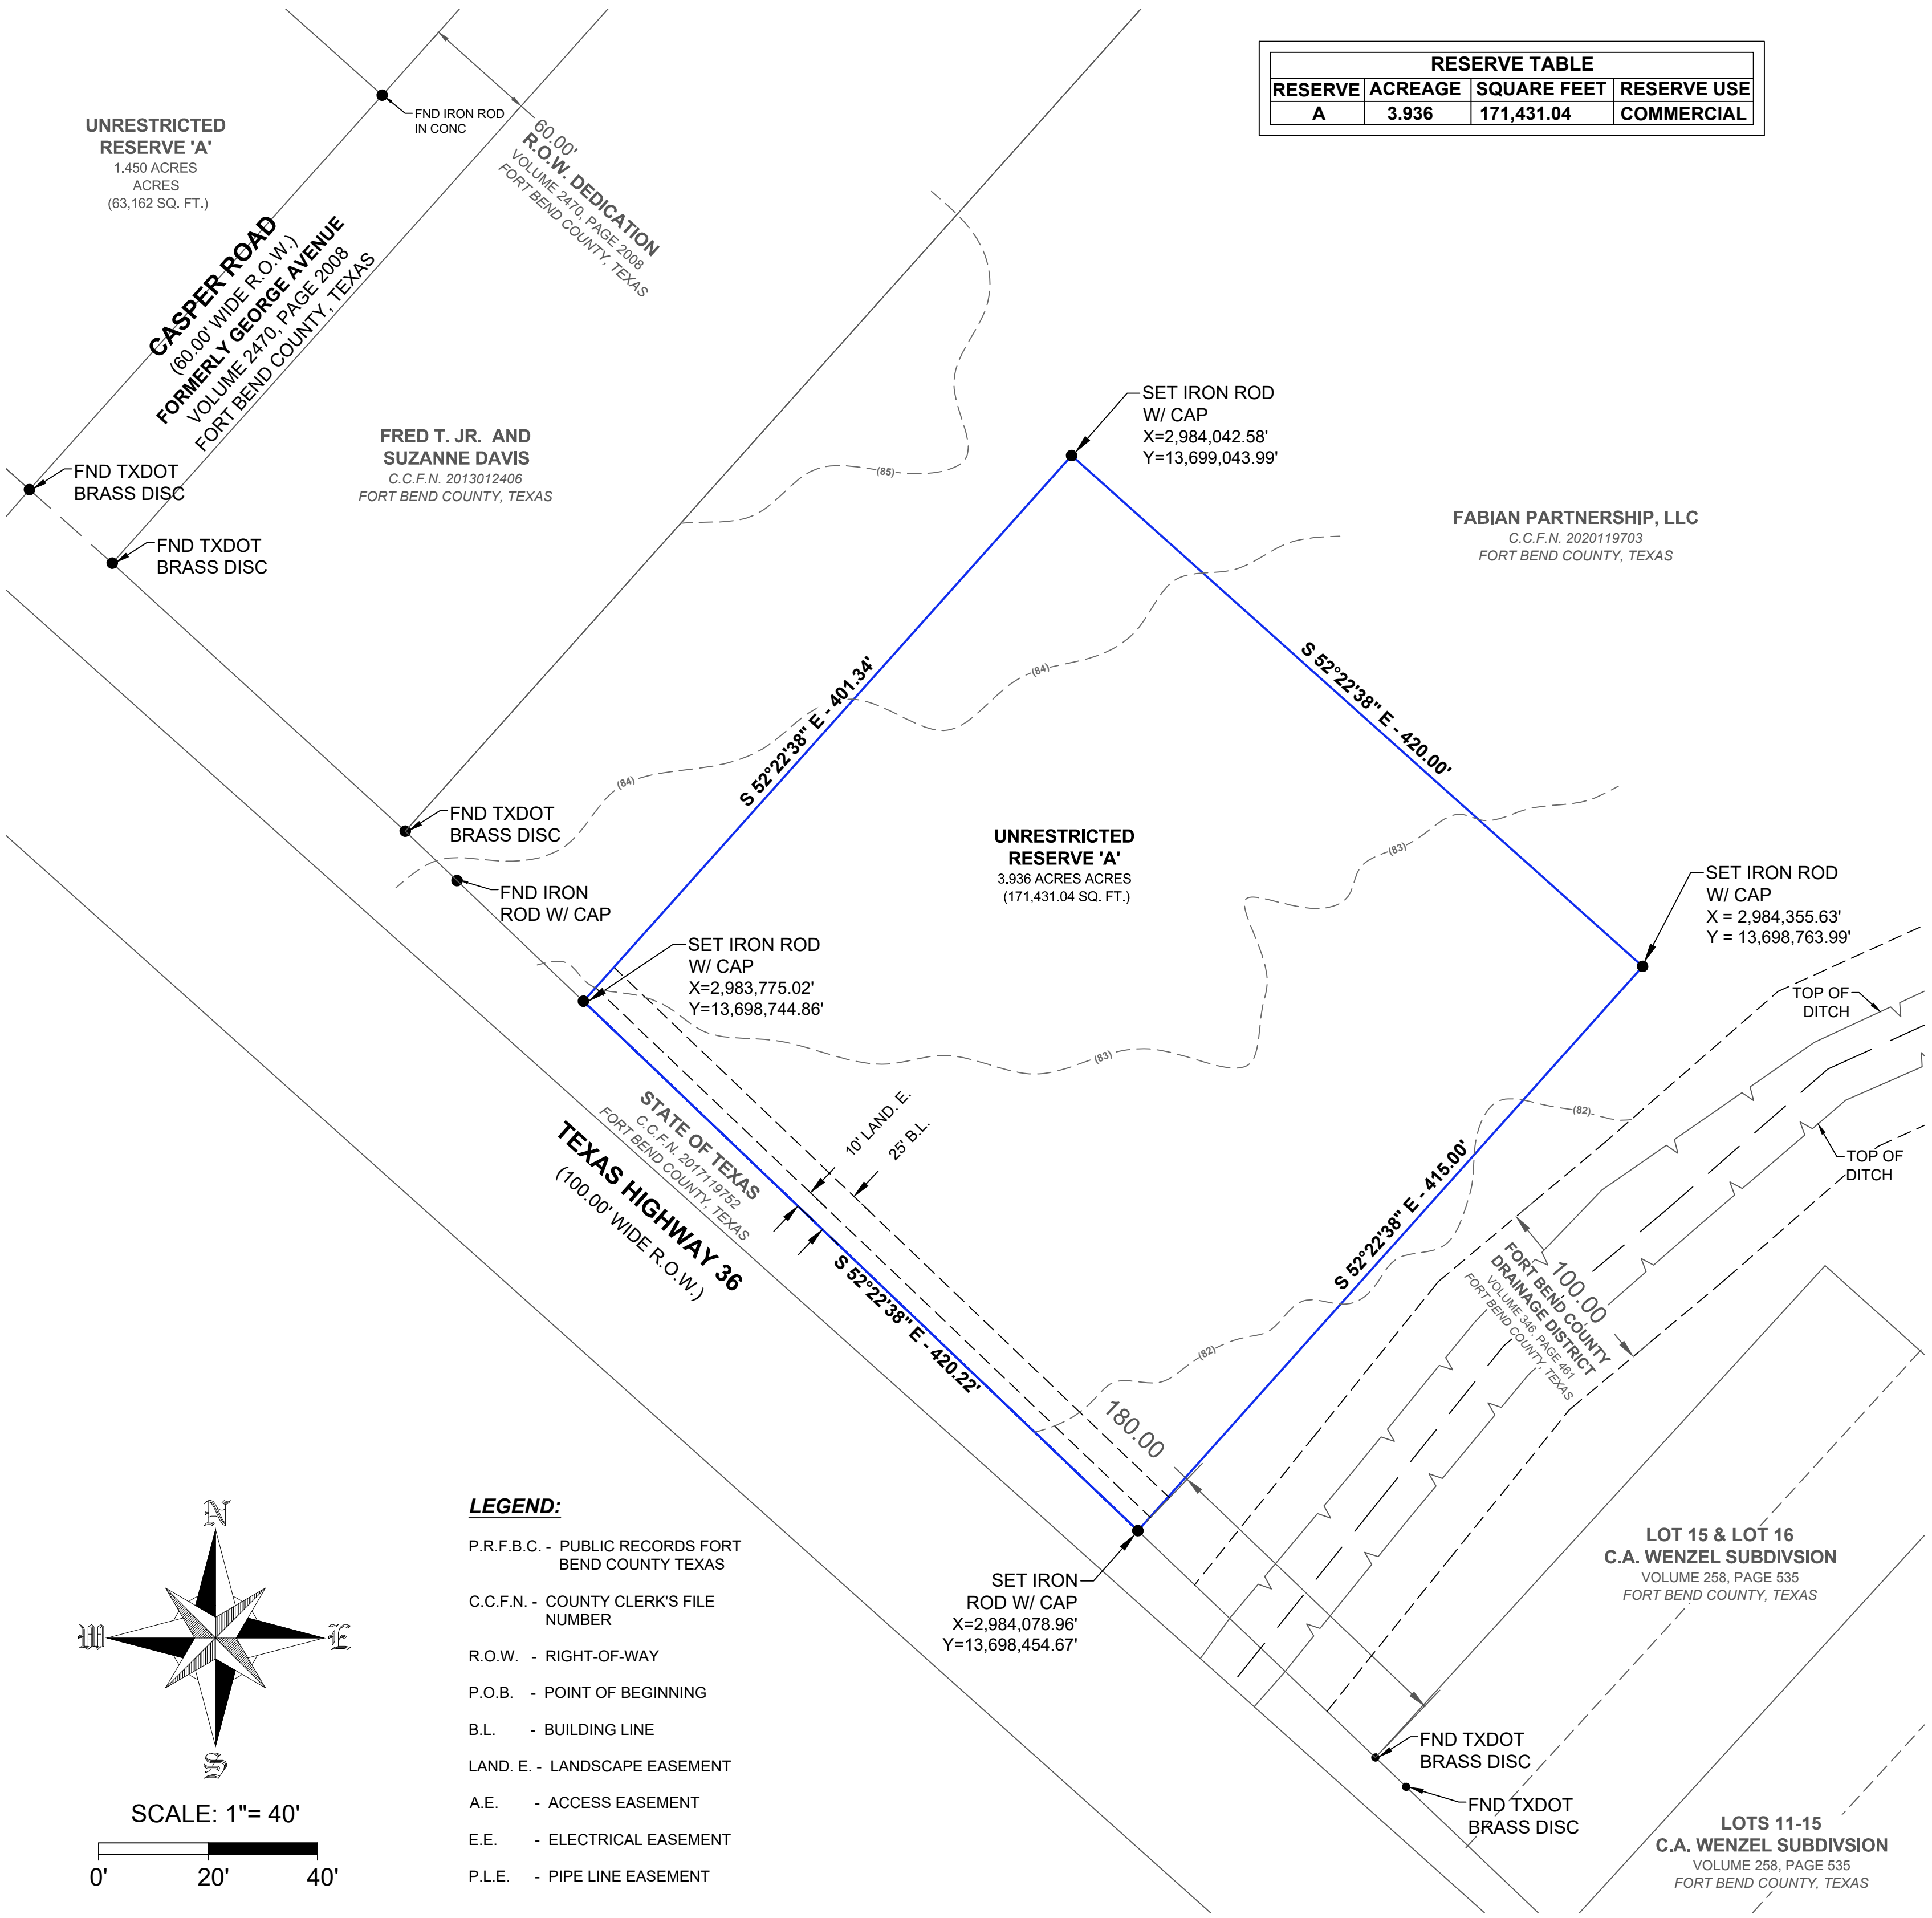 RESERVE TABLE
RESERVE ACREAGE SQUARE FEET RESERVE USE
A 3.936 171,431.04 COMMERCIAL
UNRESTRICTED
RESERVE 'A'
1.450 ACRES
ACRES
(63,162 SQ. FT.)
FND IRON ROD
IN CONC
60.00'
R.O.W. DEDICATION
VOLUME 2470, PAGE 2008
FORT BEND COUNTY, TEXAS
CASPER ROAD
(60.00' WIDE R.O.W.)
FORMERLY GEORGE AVENUE
VOLUME 2470, PAGE 2008
FORT BEND COUNTY, TEXAS
FRED T. JR. AND
SUZANNE DAVIS
C.C.F.N. 2013012406
FORT BEND COUNTY, TEXAS
FND TXDOT
BRASS DISC
FND TXDOT
BRASS DISC
(85)
SET IRON ROD
W/ CAP
X=2,984,042.58'
Y=13,699,043.99'
FABIAN PARTNERSHIP, LLC
C.C.F.N. 2020119703
FORT BEND COUNTY, TEXAS
S 52°22'38" E - 401.34'
(84)
S 52°22'38" E - 420.00'
(84)
FND TXDOT
BRASS DISC
FND IRON
ROD W/ CAP
UNRESTRICTED
RESERVE 'A'
3.936 ACRES ACRES
(171,431.04 SQ. FT.)
(83)
SET IRON ROD
W/ CAP
X = 2,984,355.63'
Y = 13,698,763.99'
SET IRON ROD
W/ CAP
X=2,983,775.02'
Y=13,698,744.86'
(83)
TOP OF
DITCH
(82)
TOP OF
DITCH
10' LAND. E.
25' B.L.
STATE OF TEXAS
C.C.F.N. 2017119752
FORT BEND COUNTY, TEXAS
TEXAS HIGHWAY 36
(100.00' WIDE R.O.W.)
S 52°22'38" E - 420.22'
S 52°22'38" E - 415.00'
(82)
100.00
FORT BEND COUNTY
DRAINAGE DISTRICT
VOLUME 346, PAGE 461
FORT BEND COUNTY, TEXAS
180.00
SET IRON
ROD W/ CAP
X=2,984,078.96'
Y=13,698,454.67'
LOT 15 & LOT 16
C.A. WENZEL SUBDIVSION
VOLUME 258, PAGE 535
FORT BEND COUNTY, TEXAS
FND TXDOT
BRASS DISC
FND TXDOT
BRASS DISC
LOTS 11-15
C.A. WENZEL SUBDIVSION
VOLUME 258, PAGE 535
FORT BEND COUNTY, TEXAS
N
W
E
S
SCALE: 1"= 40'
0' 20' 40'
LEGEND:
P.R.F.B.C. - PUBLIC RECORDS FORT
BEND COUNTY TEXAS
C.C.F.N. - COUNTY CLERK'S FILE
NUMBER
R.O.W. - RIGHT-OF-WAY
P.O.B. - POINT OF BEGINNING
B.L. - BUILDING LINE
LAND. E. - LANDSCAPE EASEMENT
A.E. - ACCESS EASEMENT
E.E. - ELECTRICAL EASEMENT
P.L.E. - PIPE LINE EASEMENT